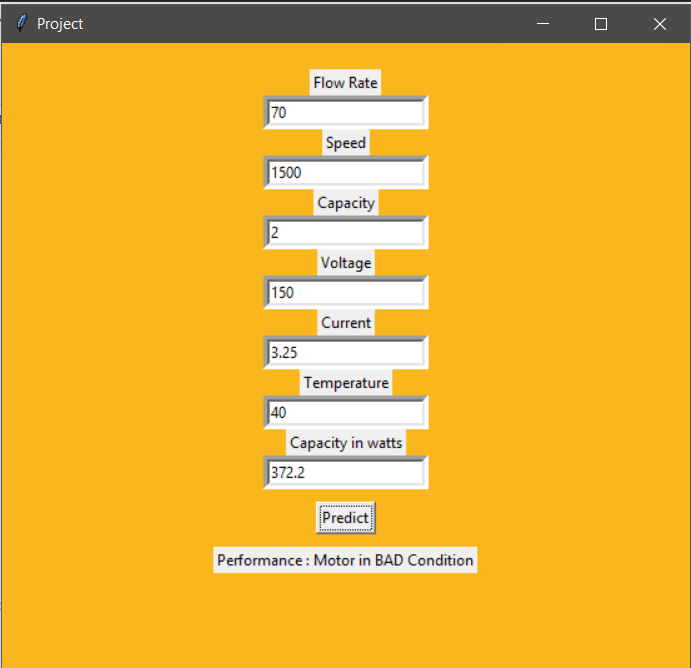 Project
Flow Rate
70
Speed
1500
Capacity
2
Voltage
150
Current
3.25
Temperature
40
Capacity in watts
372.2
Predict
Performance : Motor in BAD Condition